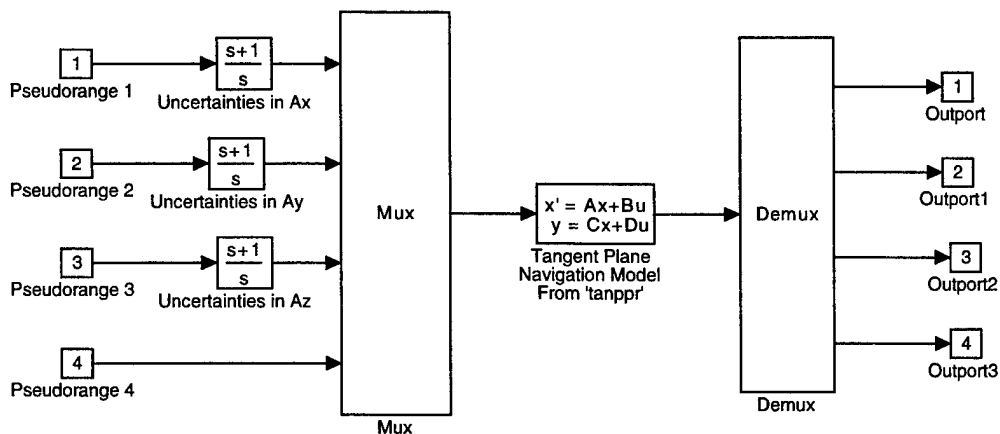 1
Pseudorange 1
s+1
s
Uncertainties in Ax
2
Pseudorange 2
s+1
s
Uncertainties in Ay
3
Pseudorange 3
s+1
s
Uncertainties in Az
4
Pseudorange 4
Mux
Mux
x' = Ax+Bu
y = Cx+Du
Tangent Plane
Navigation Model
From 'tanppr'
Demux
Demux
1
Outport
2
Outport1
3
Outport2
4
Outport3